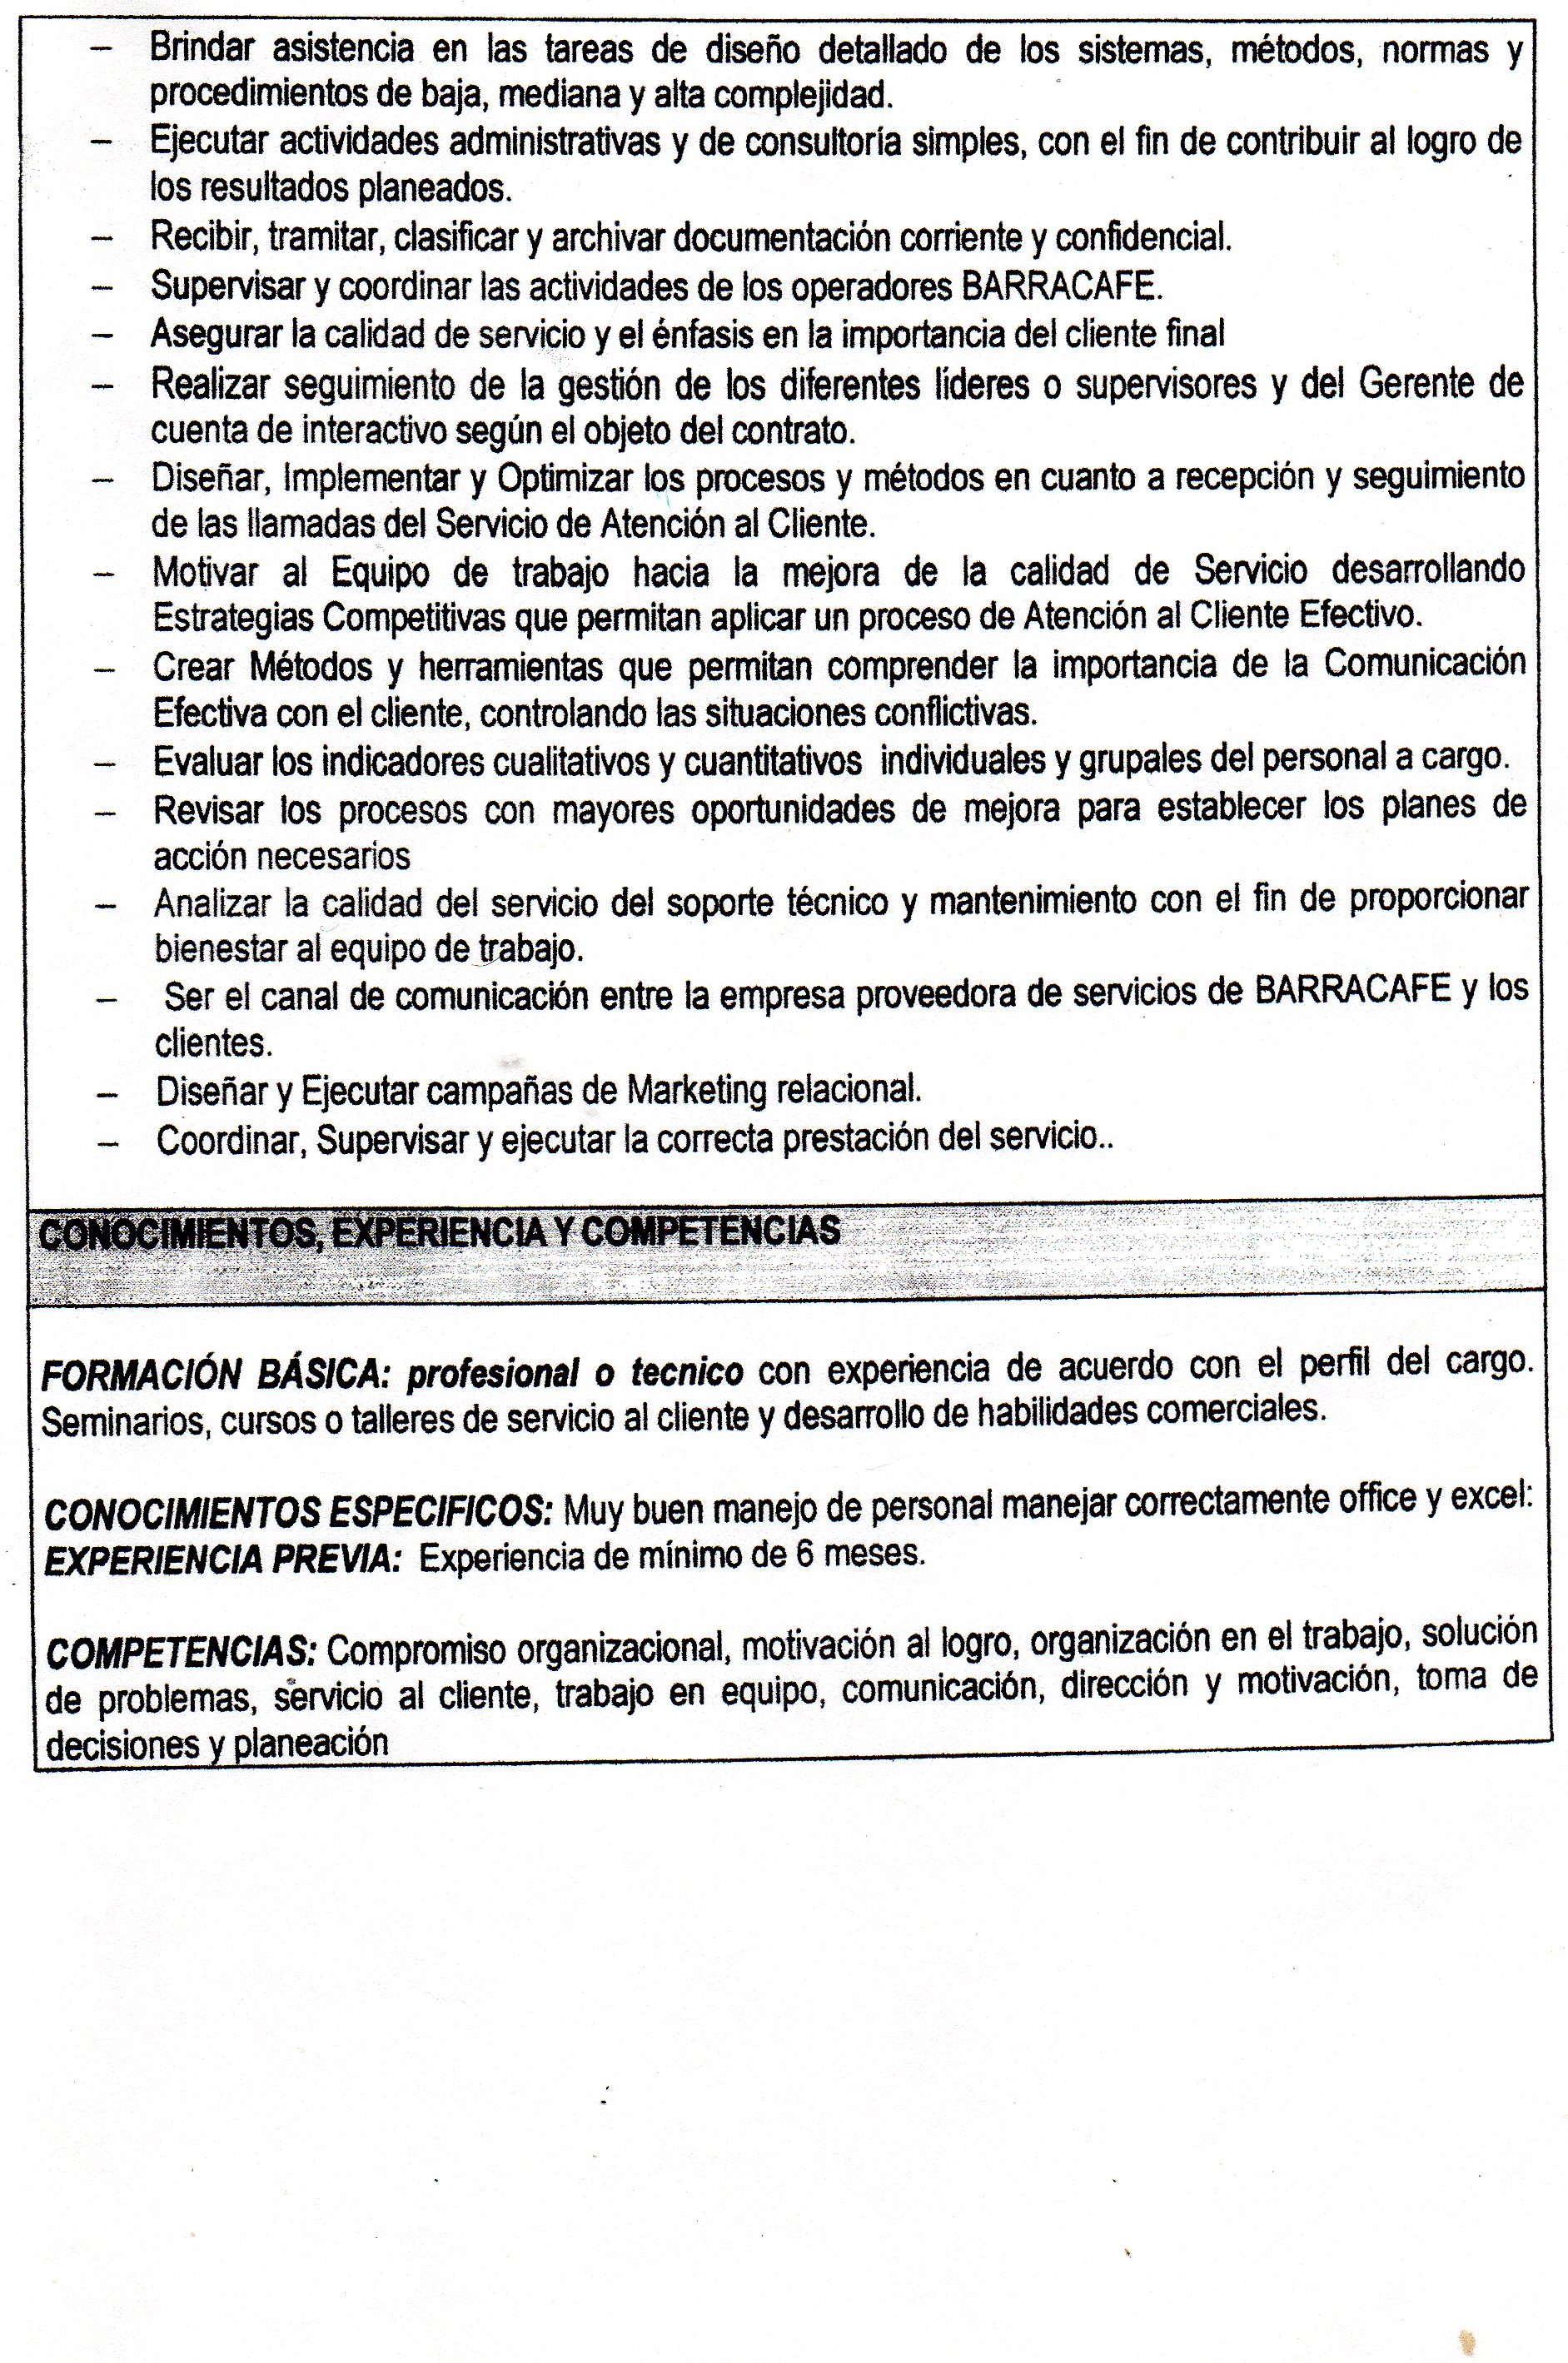 – Brindar asistencia en las tareas de diseño detallado de los sistemas, métodos, normas y
procedimientos de baja, mediana y alta complejidad.
– Ejecutar actividades administrativas y de consultoría simples, con el fin de contribuir al logro de
los resultados planeados.
– Recibir, tramitar, clasificar y archivar documentación corriente y confidencial.
– Supervisar y coordinar las actividades de los operadores BARRACAFE.
– Asegurar la calidad de servicio y el énfasis en la importancia del cliente final
– Realizar seguimiento de la gestión de los diferentes líderes o supervisores y del Gerente de
cuenta de interactivo según el objeto del contrato.
– Diseñar, Implementar y Optimizar los procesos y métodos en cuanto a recepción y seguimiento
de las llamadas del Servicio de Atención al Cliente.
– Motivar al Equipo de trabajo hacia la mejora de la calidad de Servicio desarrollando
Estrategias Competitivas que permitan aplicar un proceso de Atención al Cliente Efectivo.
– Crear Métodos y herramientas que permitan comprender la importancia de la Comunicación
Efectiva con el cliente, controlando las situaciones conflictivas.
– Evaluar los indicadores cualitativos y cuantitativos individuales y grupales del personal a cargo.
– Revisar los procesos con mayores oportunidades de mejora para establecer los planes de
acción necesarios
– Analizar la calidad del servicio del soporte técnico y mantenimiento con el fin de proporcionar
bienestar al equipo de trabajo.
– Ser el canal de comunicación entre la empresa proveedora de servicios de BARRACAFE y los
clientes.
– Diseñar y Ejecutar campañas de Marketing relacional.
– Coordinar, Supervisar y ejecutar la correcta prestación del servicio..
CONOCIMIENTOS, EXPERIENCIA Y COMPETENCIAS
FORMACIÓN BÁSICA: profesional o tecnico con experiencia de acuerdo con el perfil del cargo.
Seminarios, cursos o talleres de servicio al cliente y desarrollo de habilidades comerciales.
CONOCIMIENTOS ESPECIFICOS: Muy buen manejo de personal manejar correctamente office y excel:
EXPERIENCIA PREVIA: Experiencia de mínimo de 6 meses.
COMPETENCIAS: Compromiso organizacional, motivación al logro, organización en el trabajo, solución
de problemas, servicio al cliente, trabajo en equipo, comunicación, dirección y motivación, toma de
decisiones y planeación